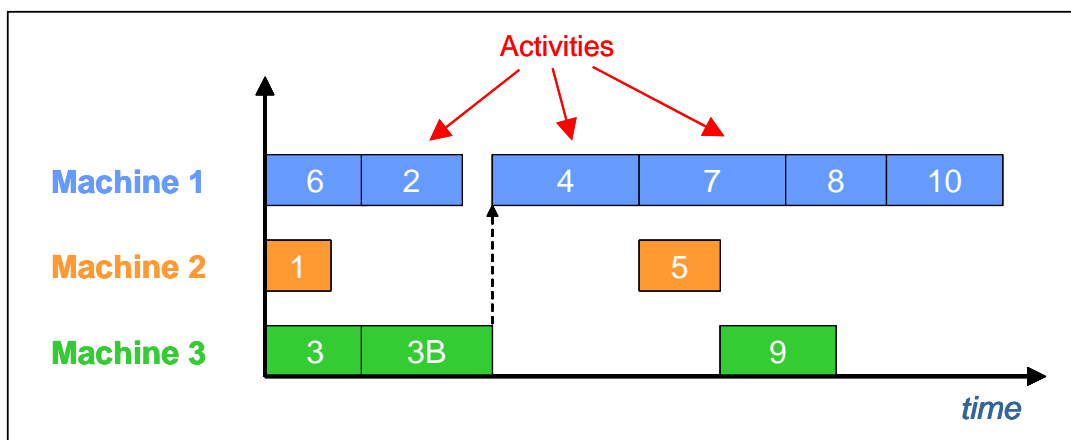 Activities
Machine 1 6 2 4 7 8 10
Machine 2 1 5
Machine 3 3 3B 9
time